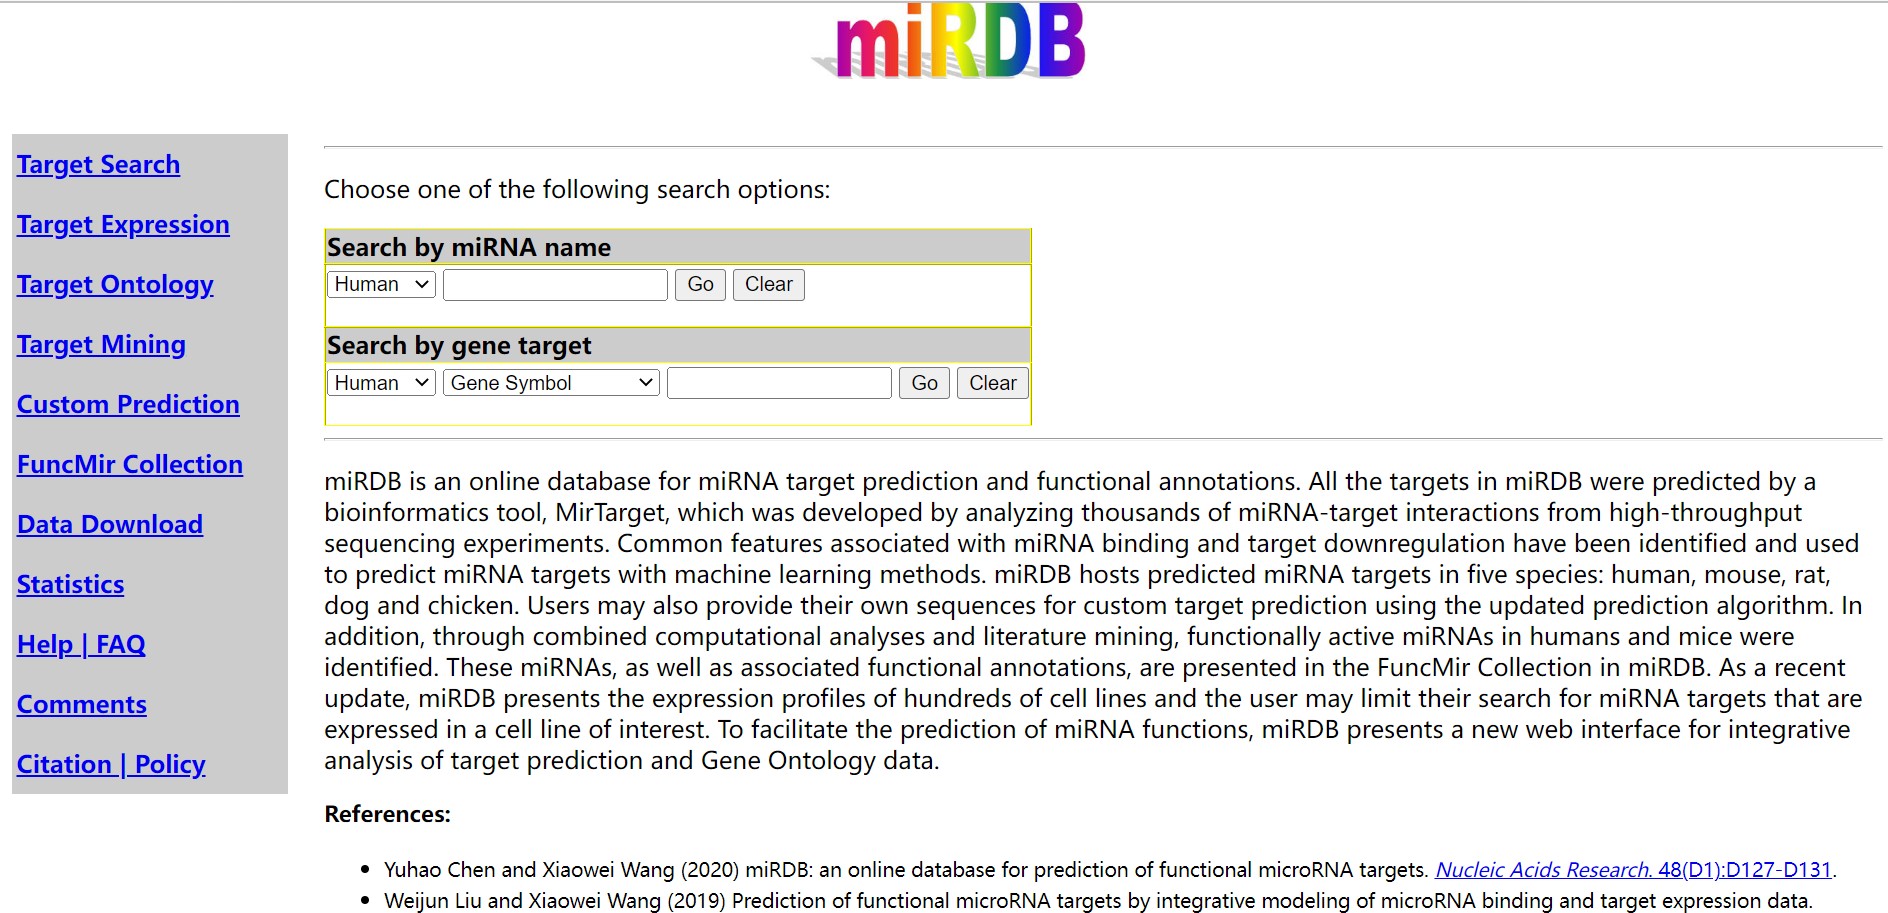 miRDB
Target Search
Target Expression
Target Ontology
Target Mining
Custom Prediction
FuncMir Collection
Data Download
Statistics
Help | FAQ
Comments
Citation | Policy
Choose one of the following search options:
Search by miRNA name
Human Go Clear
Search by gene target
Human Gene Symbol Go Clear
miRDB is an online database for miRNA target prediction and functional annotations. All the targets in miRDB were predicted by a
bioinformatics tool, MirTarget, which was developed by analyzing thousands of miRNA-target interactions from high-throughput
sequencing experiments. Common features associated with miRNA binding and target downregulation have been identified and used
to predict miRNA targets with machine learning methods. miRDB hosts predicted miRNA targets in five species: human, mouse, rat,
dog and chicken. Users may also provide their own sequences for custom target prediction using the updated prediction algorithm. In
addition, through combined computational analyses and literature mining, functionally active miRNAs in humans and mice were
identified. These miRNAs, as well as associated functional annotations, are presented in the FuncMir Collection in miRDB. As a recent
update, miRDB presents the expression profiles of hundreds of cell lines and the user may limit their search for miRNA targets that are
expressed in a cell line of interest. To facilitate the prediction of miRNA functions, miRDB presents a new web interface for integrative
analysis of target prediction and Gene Ontology data.
References:
• Yuhao Chen and Xiaowei Wang (2020) miRDB: an online database for prediction of functional microRNA targets. Nucleic Acids Research. 48(D1):D127-D131.
• Weijun Liu and Xiaowei Wang (2019) Prediction of functional microRNA targets by integrative modeling of microRNA binding and target expression data.